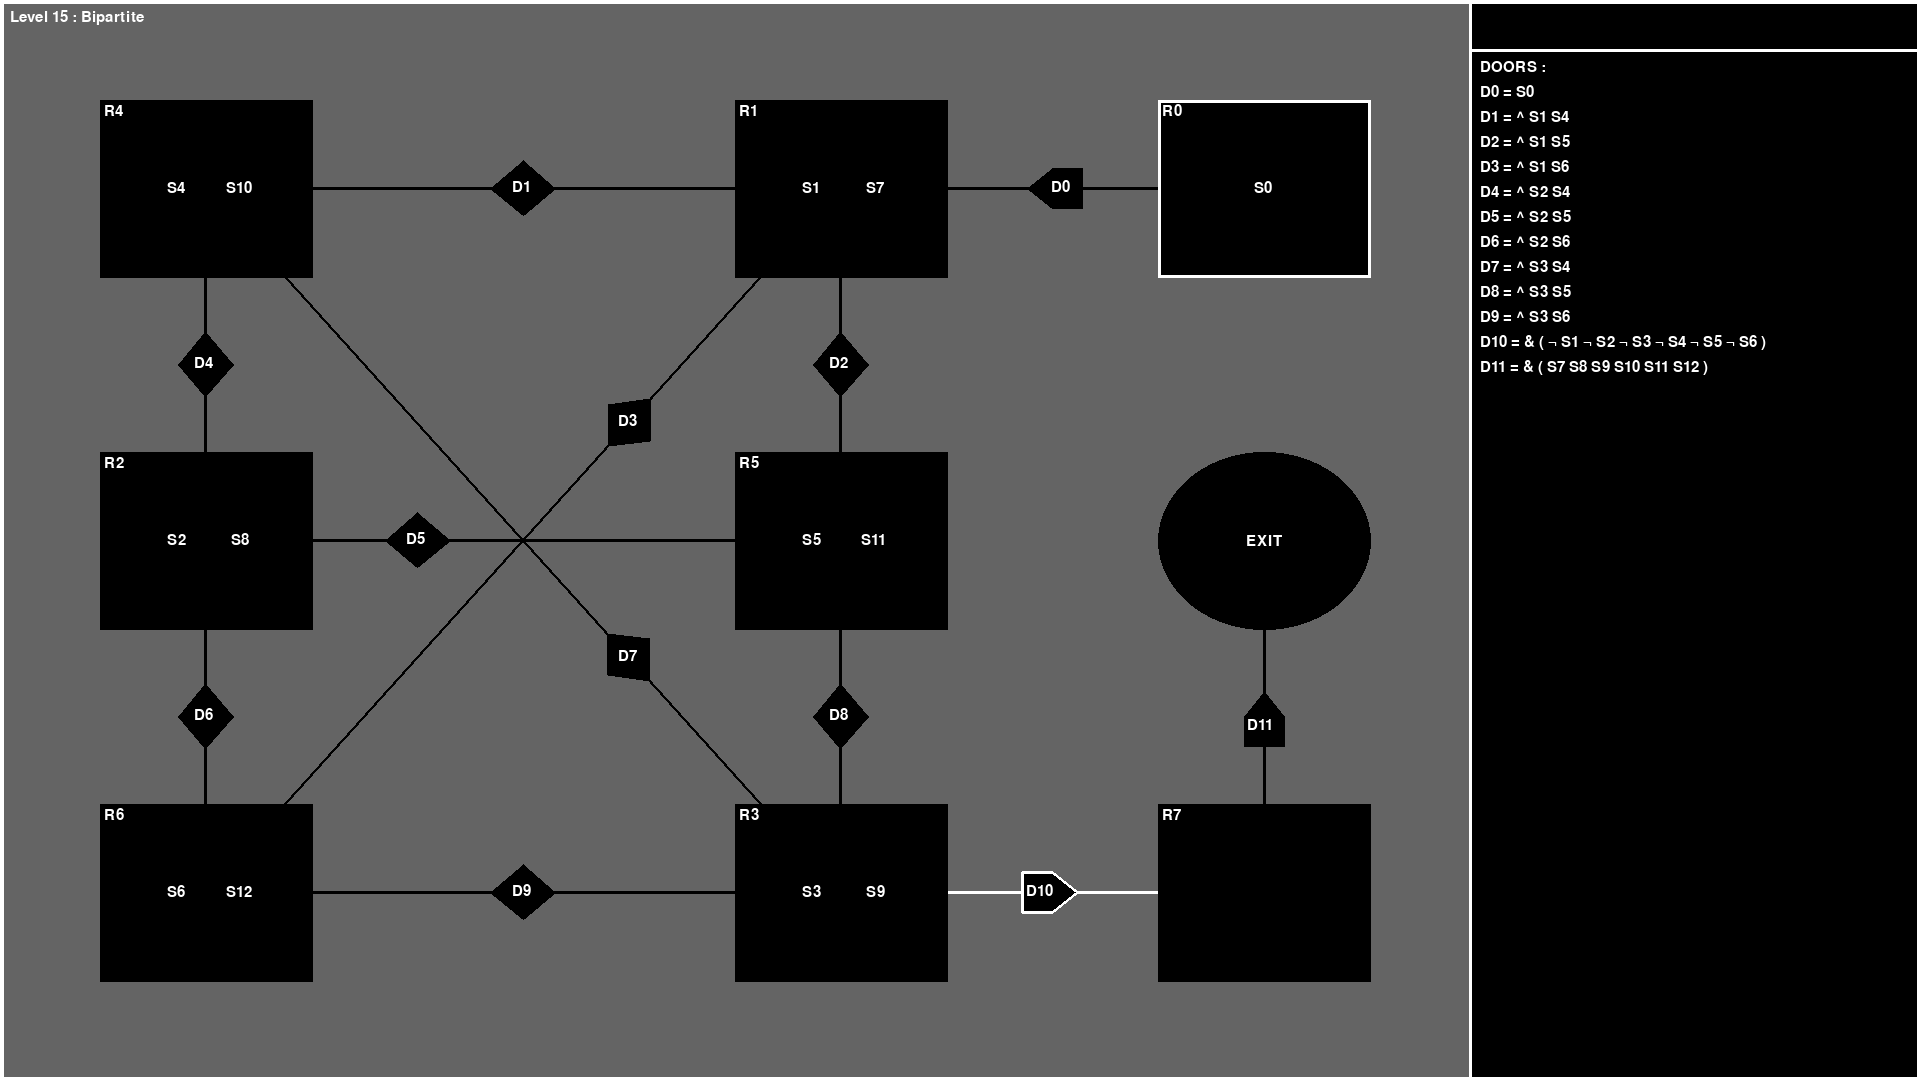 Level 15 : Bipartite
R4
S4 S10
D1
R1
S1 S7
D0
R0
S0
D4
D2
D3
R2
S2 S8
D5
R5
S5 S11
EXIT
D7
D6
D8
D11
R6
S6 S12
D9
R3
S3 S9
D10
R7
DOORS :
D0 = S0
D1 = ^ S1 S4
D2 = ^ S1 S5
D3 = ^ S1 S6
D4 = ^ S2 S4
D5 = ^ S2 S5
D6 = ^ S2 S6
D7 = ^ S3 S4
D8 = ^ S3 S5
D9 = ^ S3 S6
D10 = & ( ¬ S1 ¬ S2 ¬ S3 ¬ S4 ¬ S5 ¬ S6 )
D11 = & ( S7 S8 S9 S10 S11 S12 )